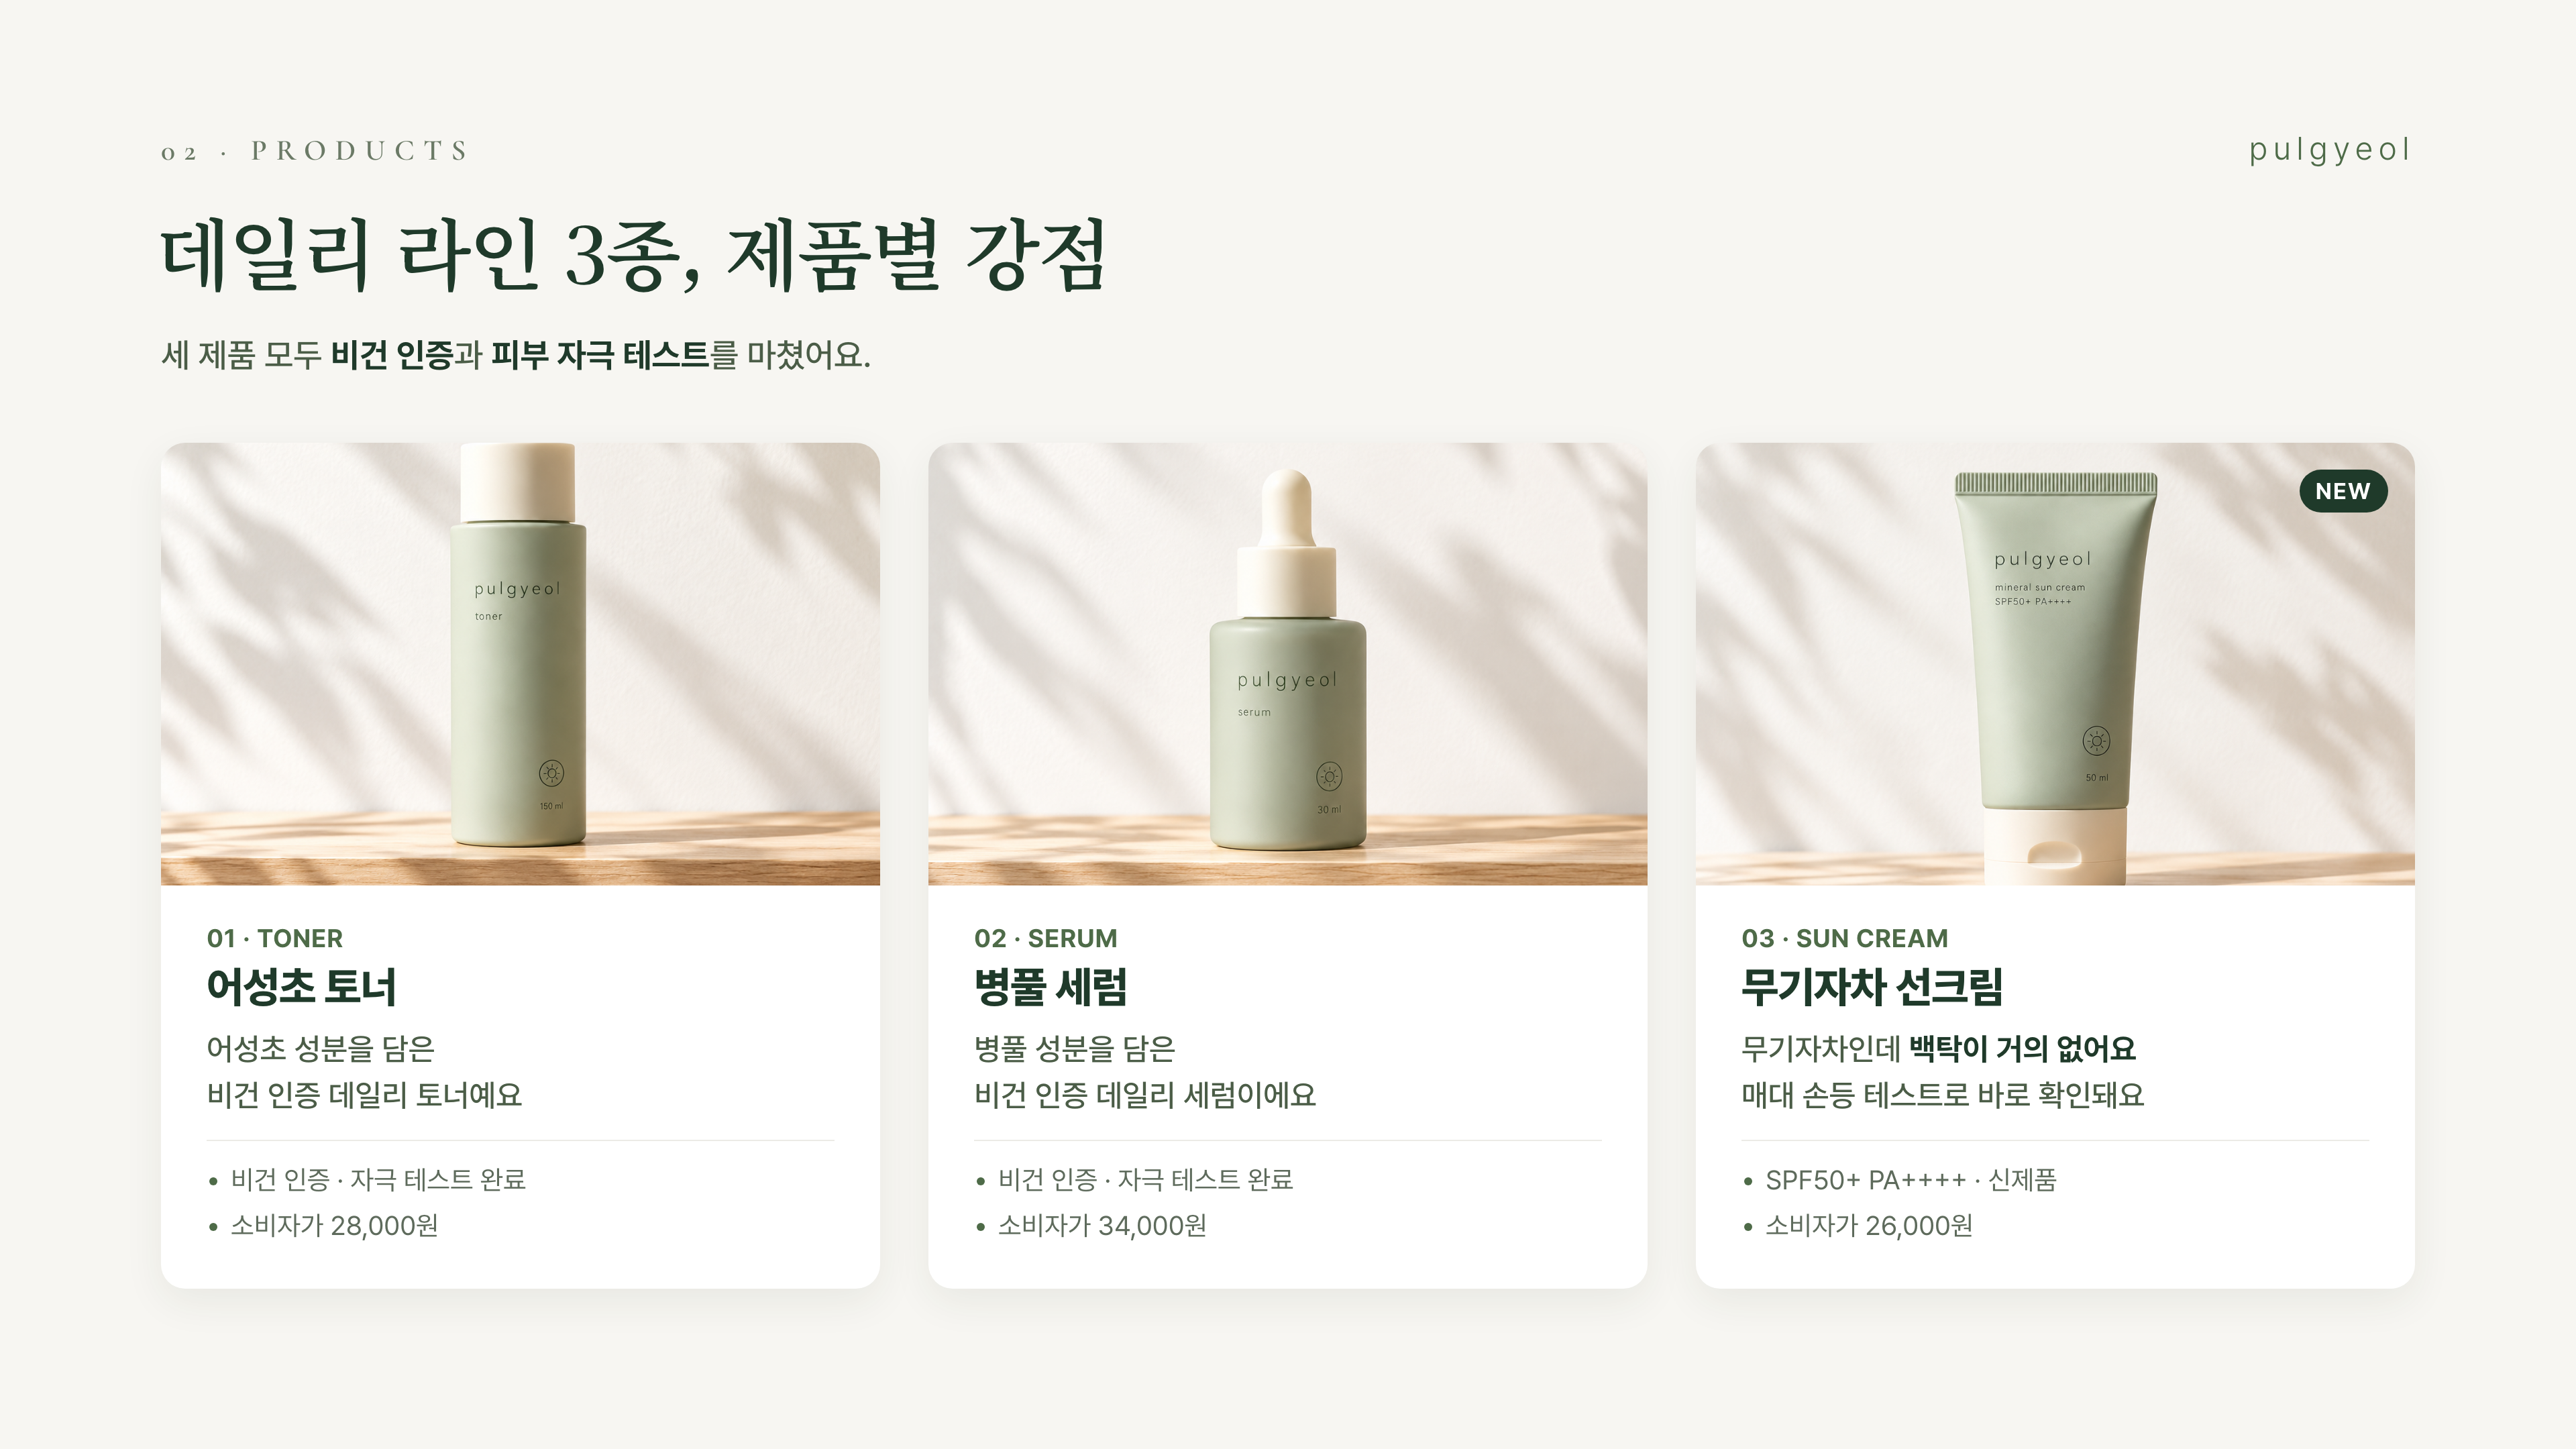 02 · PRODUCTS
pulgyeol
데일리 라인 3종, 제품별 강점
세 제품 모두 비건 인증과 피부 자극 테스트를 마쳤어요.
pulgyeol
toner
150 ml
01 · TONER
어성초 토너
어성초 성분을 담은
비건 인증 데일리 토너예요
• 비건 인증 · 자극 테스트 완료
• 소비자가 28,000원
pulgyeol
serum
30 ml
02 · SERUM
병풀 세럼
병풀 성분을 담은
비건 인증 데일리 세럼이에요
• 비건 인증 · 자극 테스트 완료
• 소비자가 34,000원
NEW
pulgyeol
mineral sun cream
SPF50+ PA++++
50 ml
03 · SUN CREAM
무기자차 선크림
무기자차인데 백탁이 거의 없어요
매대 손등 테스트로 바로 확인돼요
• SPF50+ PA++++ · 신제품
• 소비자가 26,000원